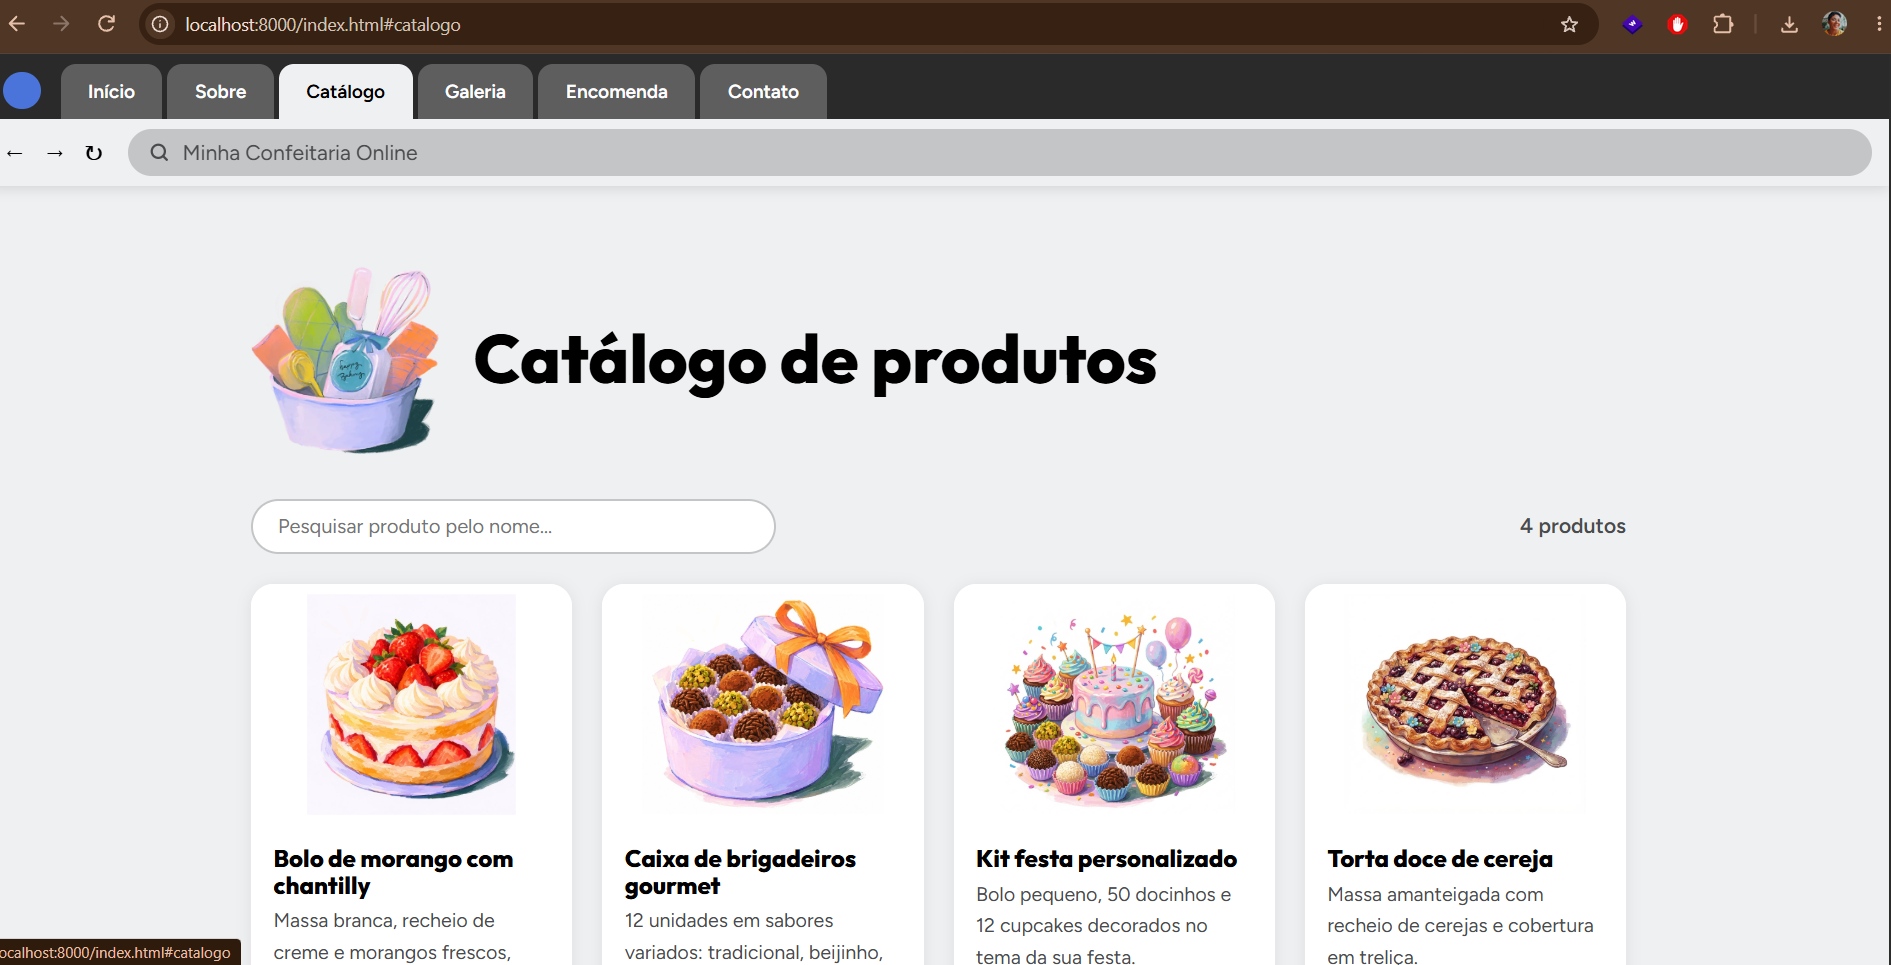 localhost:8000/index.html#catalogo
Início Sobre Catálogo Galeria Encomenda Contato
Minha Confeitaria Online
happy
Baking
Catálogo de produtos
Pesquisar produto pelo nome...
4 produtos
Bolo de morango com
chantilly
Massa branca, recheio de
creme e morangos frescos,
Caixa de brigadeiros
gourmet
12 unidades em sabores
variados: tradicional, beijinho,
Kit festa personalizado
Bolo pequeno, 50 docinhos e
12 cupcakes decorados no
tema da sua festa.
Torta doce de cereja
Massa amanteigada com
recheio de cerejas e cobertura
em treliça.
ocalhost:8000/index.html#catalogo